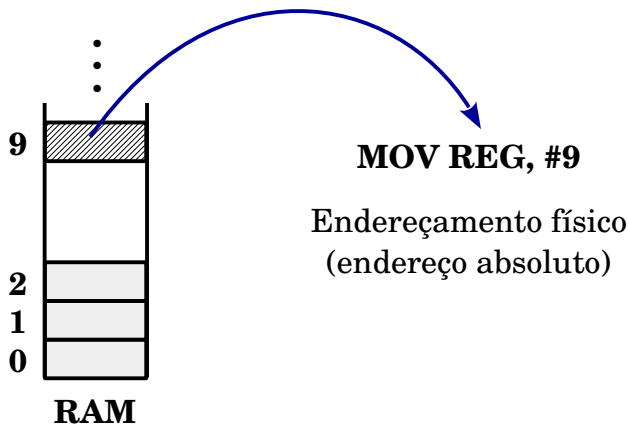 9
MOV REG, #9
Endereçamento físico
(endereço absoluto)
2
1
0
RAM